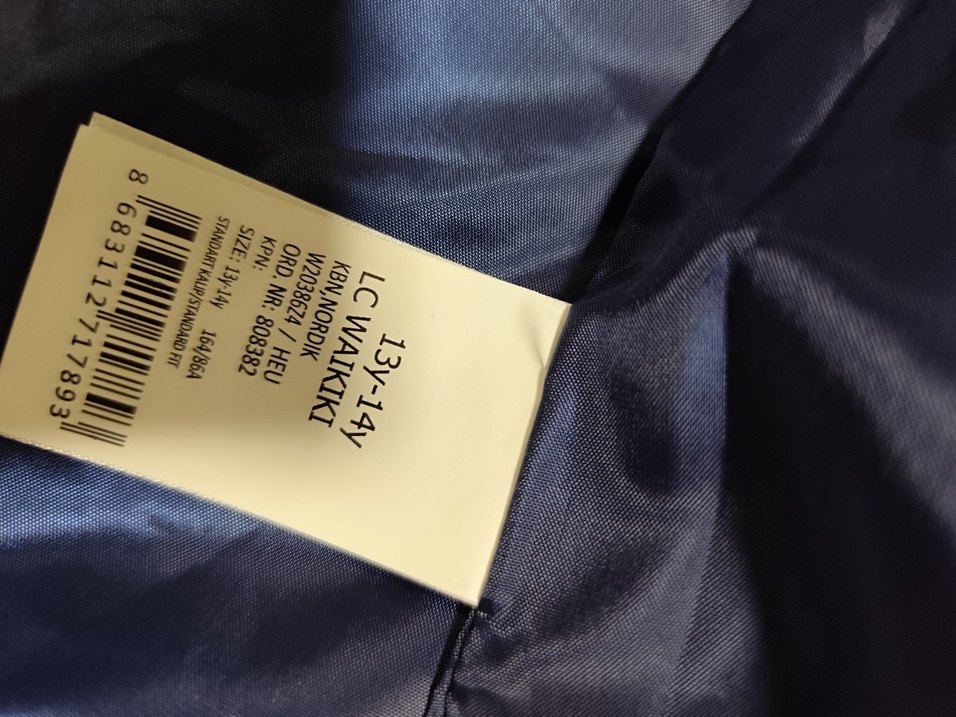 13y-14y
LC WAIKIKI
KBN NORDIK
W2038624 / HEU
ORD. NR: 808382
KPN:
SIZE: 13y-14y 164/86A
STANDART KALIP/STANDARD FIT
8 683112 717893